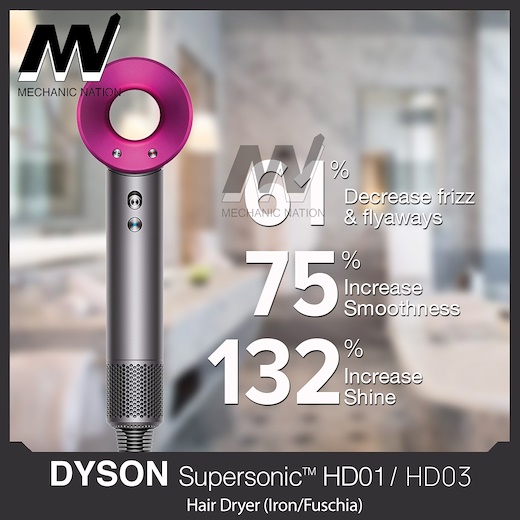 MECHANIC NATION
MECHANIC NATION
61%
Decrease frizz
& flyaways
75%
Increase
Smoothness
132%
Increase
Shine
DYSON Supersonic™ HD01 / HD03
Hair Dryer (Iron/Fuschia)